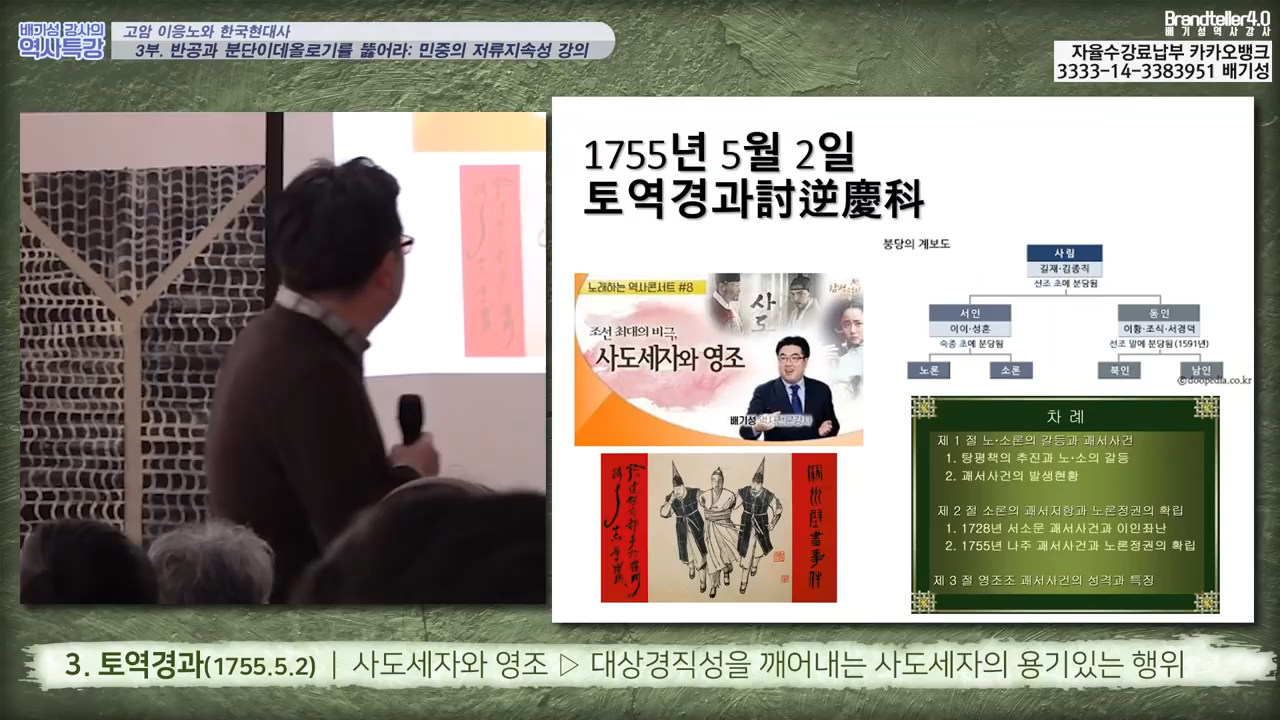 배기성 강사의
역사특강
고암 이응노와 한국현대사
3부. 반공과 분단이데올로기를 뚫어라: 민중의 저류지속성 강의
Brandteller4.0
배기성역사강사
자율수강료납부 카카오뱅크
3333-14-3383951 배기성
1755년 5월 2일
토역경과討逆慶科
노래하는 역사콘서트 #8
사도
조선 최대의 비극,
사도세자와 영조
배기성 역사전문강사
붕당의 계보도
사림
길재·김종직
선조 초에 분당됨
서인
이이·성혼
숙종 초에 분당됨
동인
이황·조식·서경덕
선조 말에 분당됨(1591년)
노론
소론
북인
남인
©doopedia.co.kr
차 례
제 1 절 노·소론의 갈등과 괘서사건
1. 탕평책의 추진과 노·소의 갈등
2. 괘서사건의 발생현황
제 2 절 소론의 괘서저항과 노론정권의 확립
1. 1728년 서소문 괘서사건과 이인좌난
2. 1755년 나주 괘서사건과 노론정권의 확립
제 3 절 영조조 괘서사건의 성격과 특징
壁書事件
3. 토역경과(1755.5.2) | 사도세자와 영조 ▷ 대상경직성을 깨어내는 사도세자의 용기있는 행위